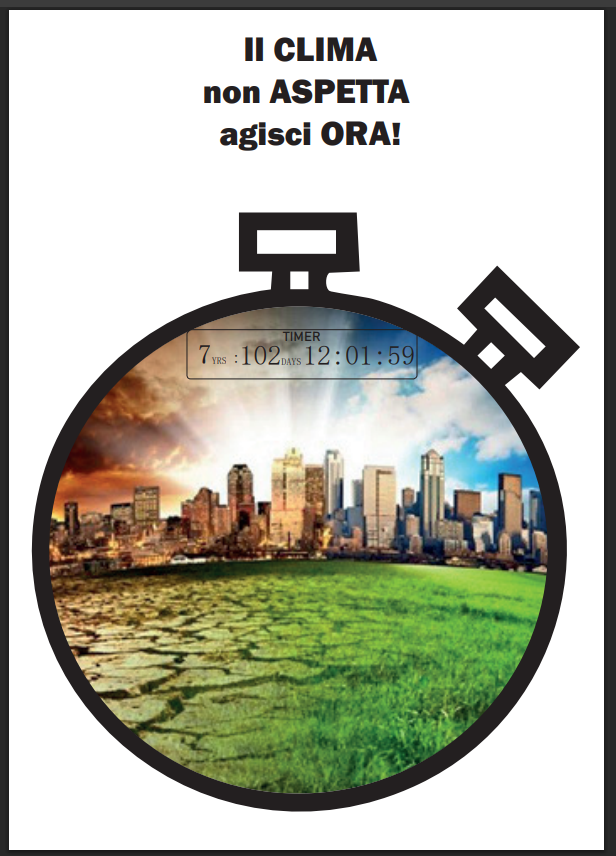 Il CLIMA
non ASPETTA
agisci ORA!
TIMER
7YRS :102DAYS 12:01:59